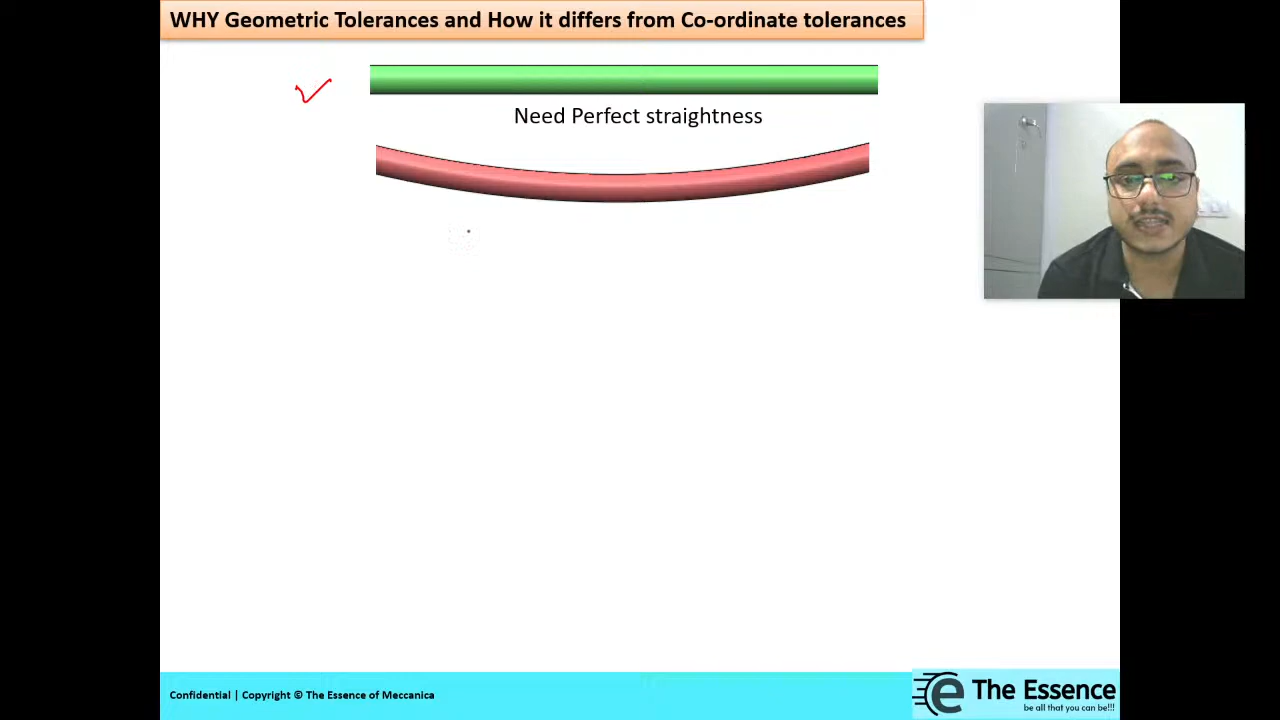 WHY Geometric Tolerances and How it differs from Co-ordinate tolerances
Need Perfect straightness
Confidential | Copyright © The Essence of Meccanica
The Essence
be all that you can be!!!